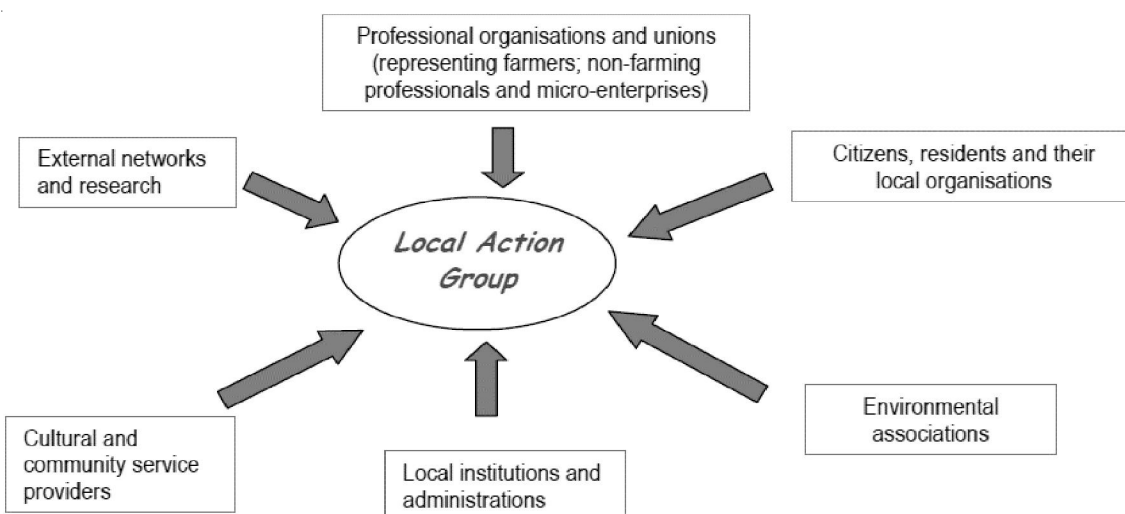 Professional organisations and unions
(representing farmers; non-farming
professionals and micro-enterprises)
External networks
and research
Citizens, residents and their
local organisations
Local Action
Group
Cultural and
community service
providers
Local institutions and
administrations
Environmental
associations